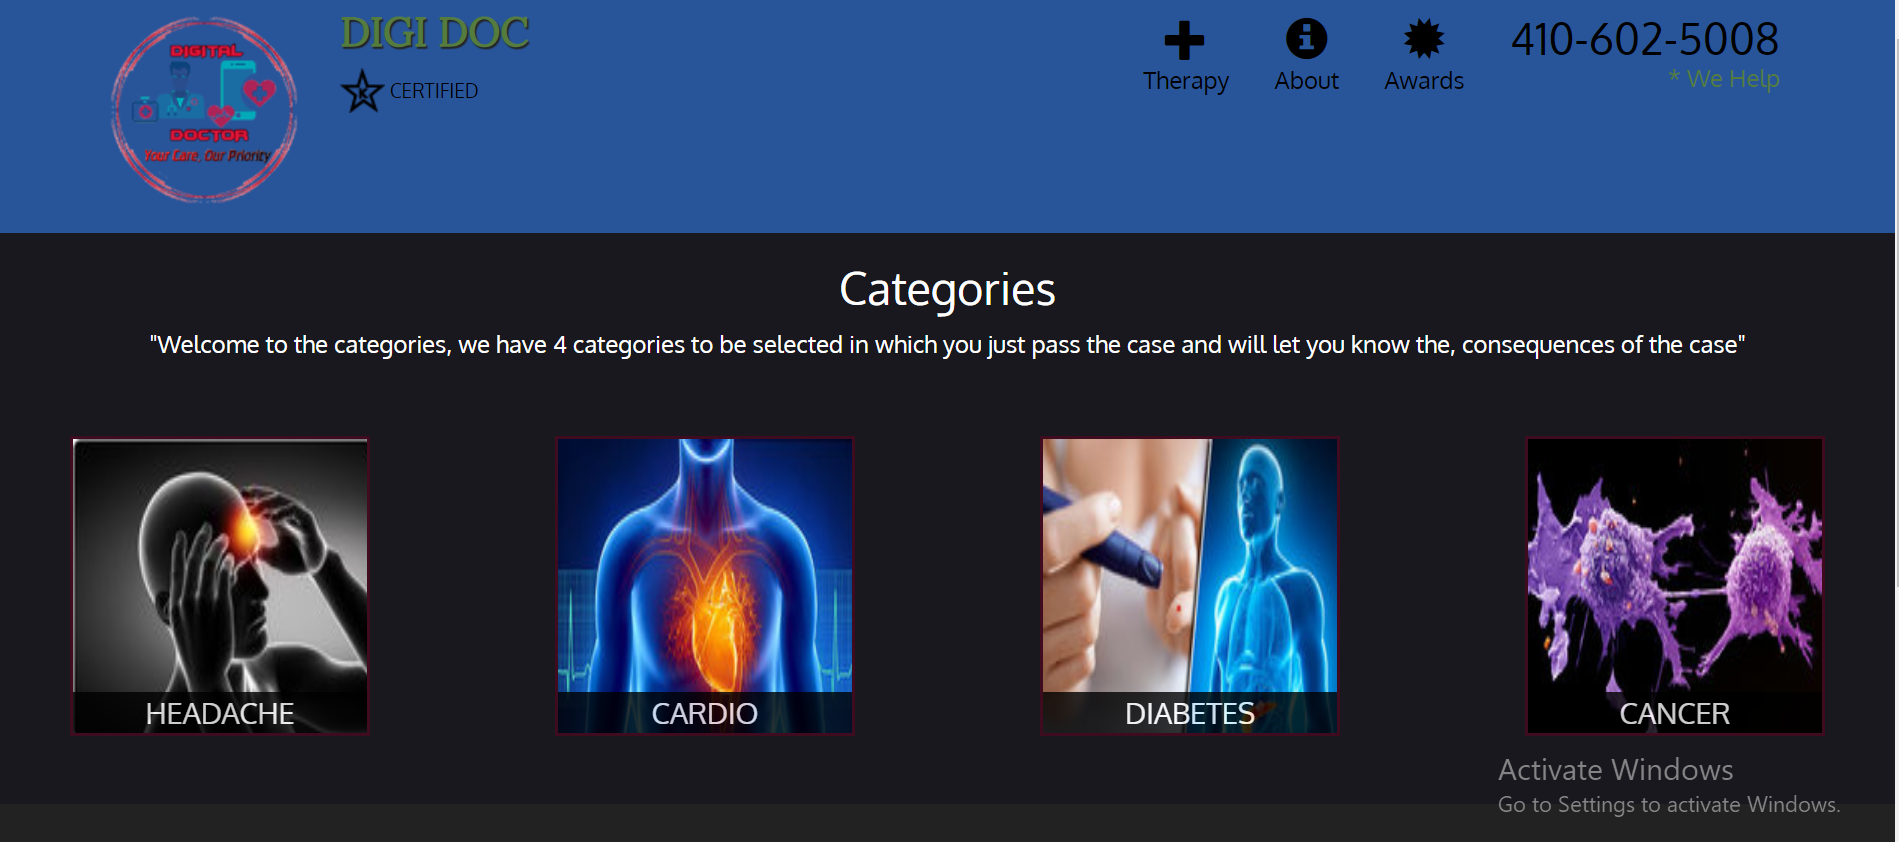 DIGITAL
DOCTOR
Your Care, Our Priority
DIGI DOC
CERTIFIED
Therapy
About
Awards
410-602-5008
* We Help
Categories
"Welcome to the categories, we have 4 categories to be selected in which you just pass the case and will let you know the, consequences of the case"
HEADACHE
CARDIO
DIABETES
CANCER
Activate Windows
Go to Settings to activate Windows.